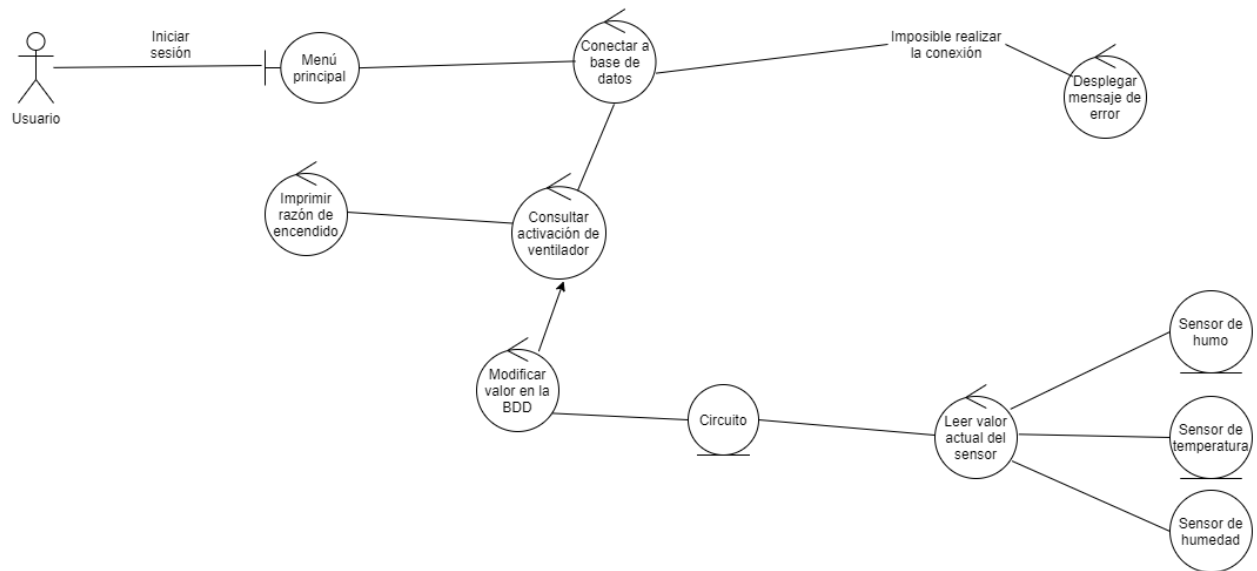 Iniciar
sesión
Usuario
Menú
principal
Conectar a
base de
datos
Imposible realizar
la conexión
Desplegar
mensaje de
error
Imprimir
razón de
encendido
Consultar
activación de
ventilador
Modificar
valor en la
BDD
Circuito
Leer valor
actual del
sensor
Sensor de
humo
Sensor de
temperatura
Sensor de
humedad